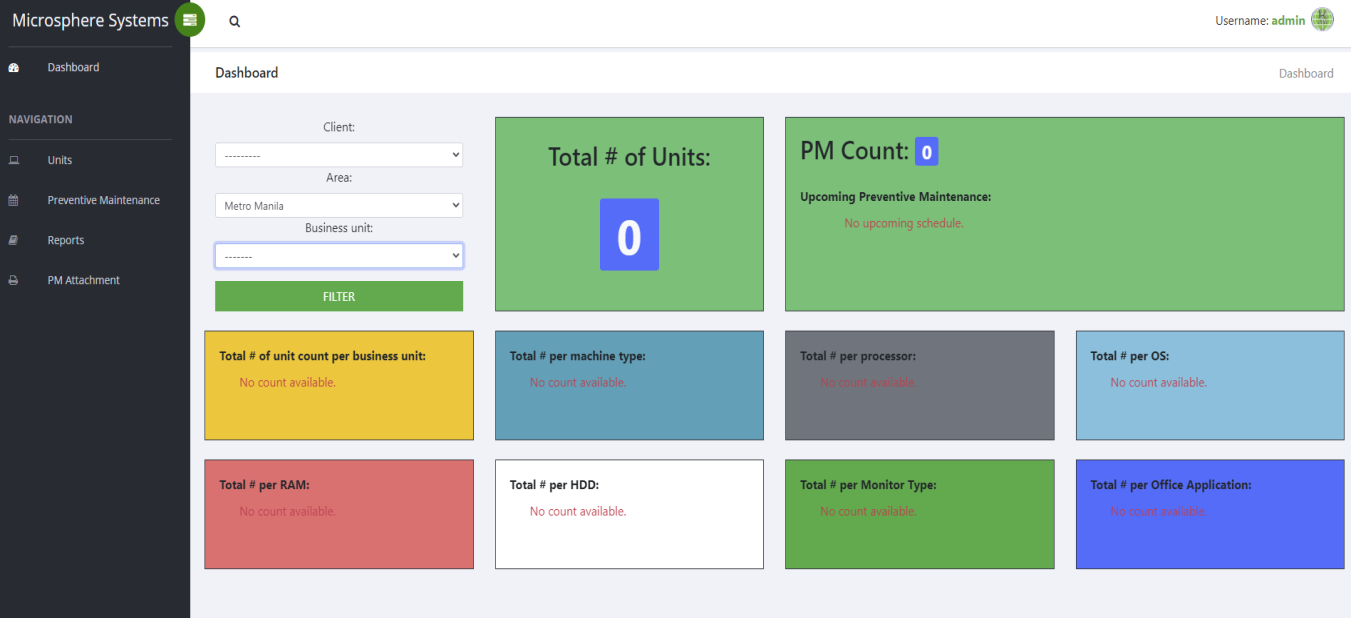 Microsphere Systems
Username: admin
Dashboard
Dashboard
Dashboard
NAVIGATION
Units
Preventive Maintenance
Reports
PM Attachment
Client:
---------
Area:
Metro Manila
Business unit:
-------
FILTER
Total # of Units:
0
PM Count: 0
Upcoming Preventive Maintenance:
No upcoming schedule.
Total # of unit count per business unit:
No count available.
Total # per machine type:
No count available.
Total # per processor:
No count available.
Total # per OS:
No count available.
Total # per RAM:
No count available.
Total # per HDD:
No count available.
Total # per Monitor Type:
No count available.
Total # per Office Application:
No count available.